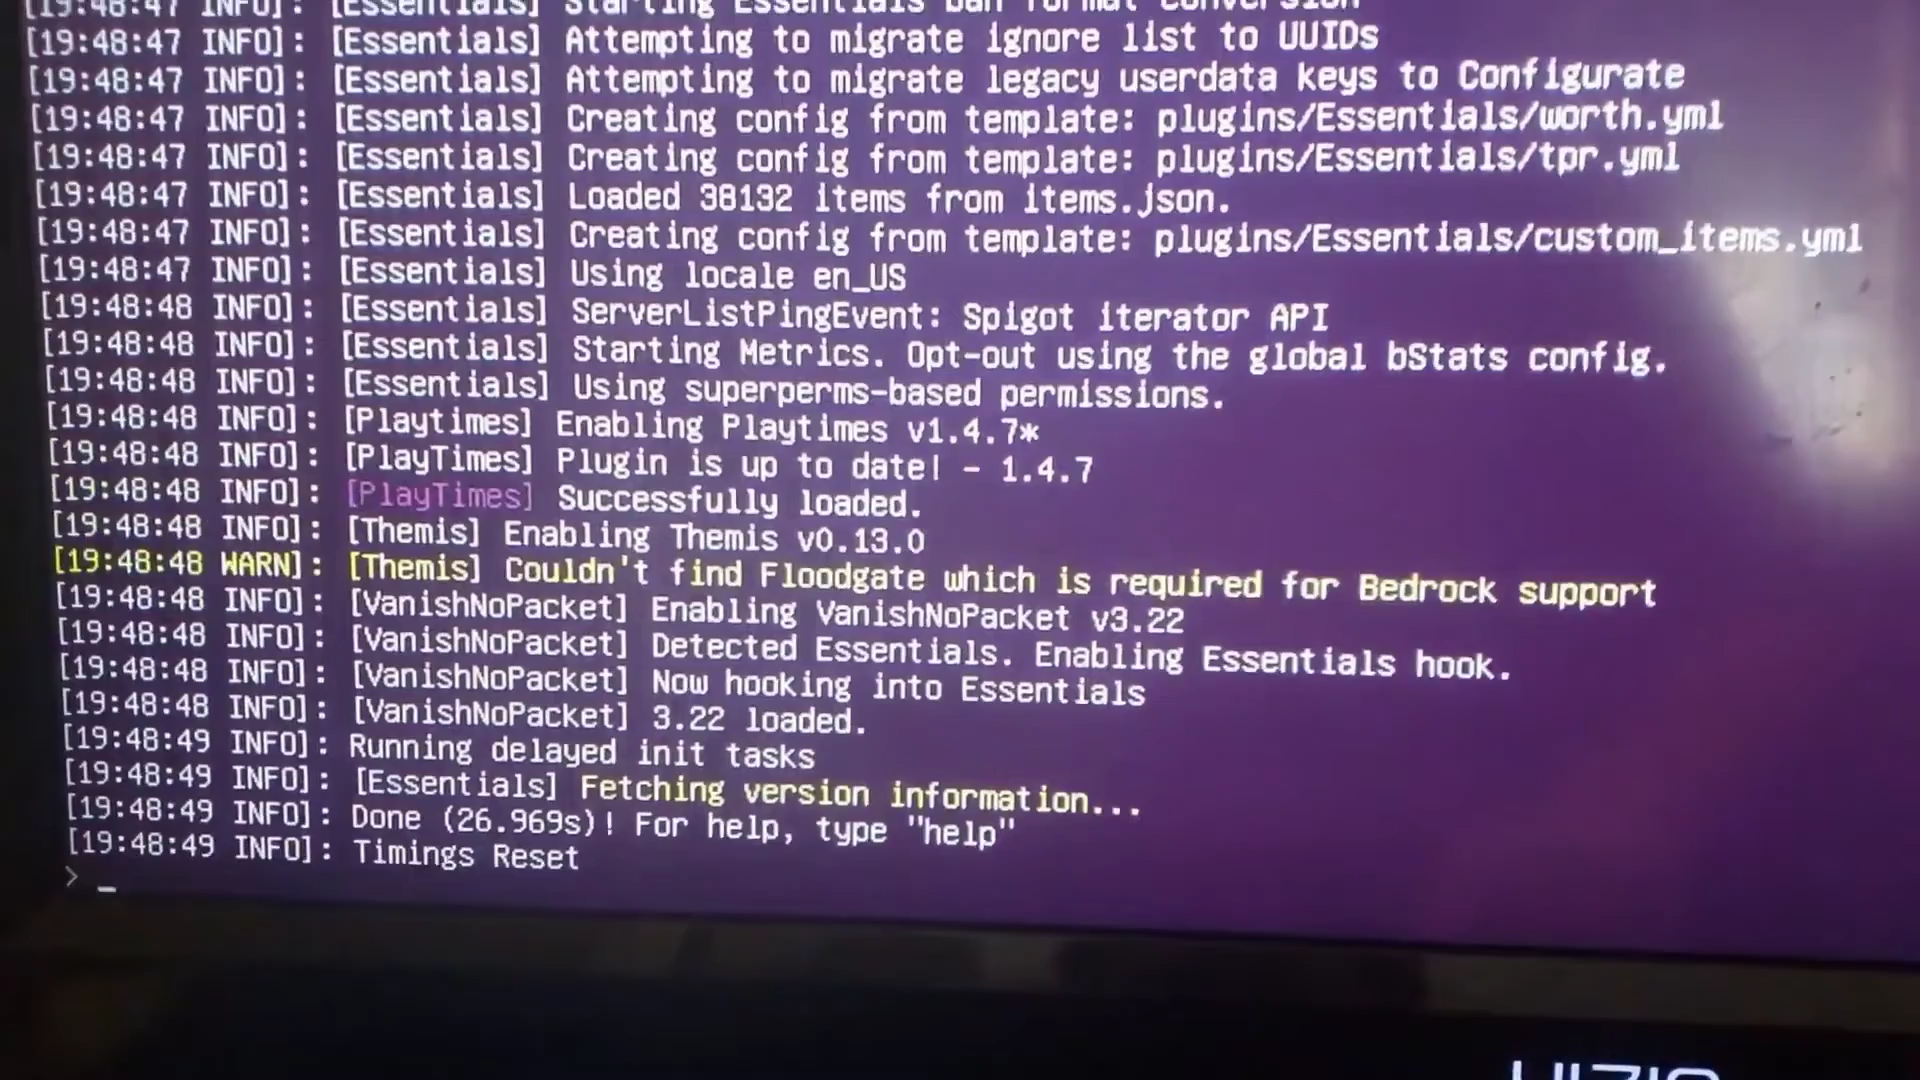 [19:48:47 INFO]: [Essentials] Starting Essentials ban format conversion
[19:48:47 INFO]: [Essentials] Attempting to migrate ignore list to UUIDs
[19:48:47 INFO]: [Essentials] Attempting to migrate legacy userdata keys to Configurate
[19:48:47 INFO]: [Essentials] Creating config from template: plugins/Essentials/worth.yml
[19:48:47 INFO]: [Essentials] Creating config from template: plugins/Essentials/tpr.yml
[19:48:47 INFO]: [Essentials] Loaded 38132 items from items.json.
[19:48:47 INFO]: [Essentials] Creating config from template: plugins/Essentials/custom_items.yml
[19:48:47 INFO]: [Essentials] Using locale en_US
[19:48:48 INFO]: [Essentials] ServerListPingEvent: Spigot iterator API
[19:48:48 INFO]: [Essentials] Starting Metrics. Opt-out using the global bStats config.
[19:48:48 INFO]: [Essentials] Using superperms-based permissions.
[19:48:48 INFO]: [Playtimes] Enabling Playtimes v1.4.7*
[19:48:48 INFO]: [PlayTimes] Plugin is up to date! - 1.4.7
[19:48:48 INFO]: [PlayTimes] Successfully loaded.
[19:48:48 INFO]: [Themis] Enabling Themis v0.13.0
[19:48:48 WARN]: [Themis] Couldn't find Floodgate which is required for Bedrock support
[19:48:48 INFO]: [VanishNoPacket] Enabling VanishNoPacket v3.22
[19:48:48 INFO]: [VanishNoPacket] Detected Essentials. Enabling Essentials hook.
[19:48:48 INFO]: [VanishNoPacket] Now hooking into Essentials
[19:48:48 INFO]: [VanishNoPacket] 3.22 loaded.
[19:48:49 INFO]: Running delayed init tasks
[19:48:49 INFO]: [Essentials] Fetching version information...
[19:48:49 INFO]: Done (26.969s)! For help, type "help"
[19:48:49 INFO]: Timings Reset
> _
VIZIO